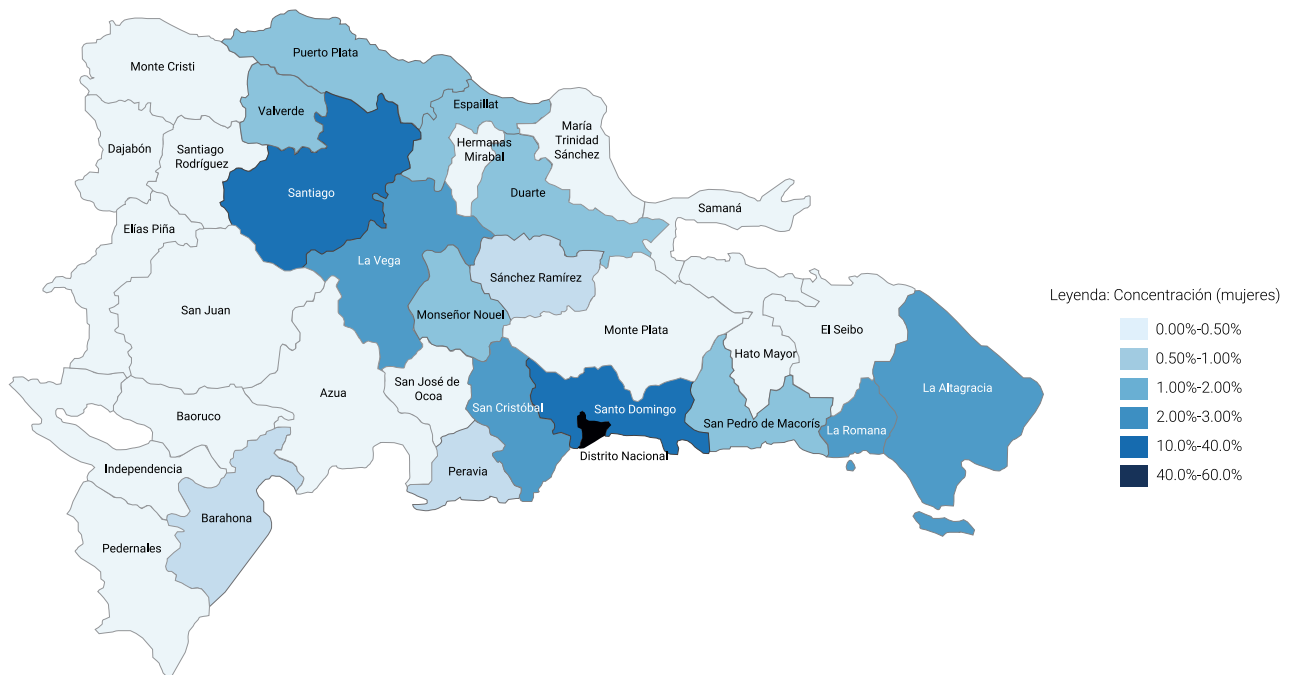 Puerto Plata
Monte Cristi
Espaillat
Valverde
María
Trinidad
Sánchez
Hermanas
Mirabal
Dajabón
Santiago
Rodríguez
Santiago
Duarte
Samaná
Elías Piña
La Vega
Sánchez Ramírez
San Juan
Monseñor Nouel
Monte Plata
El Seibo
Hato Mayor
La Altagracia
Azua
San José de
Ocoa
San Cristóbal
Santo Domingo
Baoruco
San Pedro de Macorís
La Romana
Distrito Nacional
Independencia
Peravia
Barahona
Pedernales
Leyenda: Concentración (mujeres)
0.00%-0.50%
0.50%-1.00%
1.00%-2.00%
2.00%-3.00%
10.0%-40.0%
40.0%-60.0%